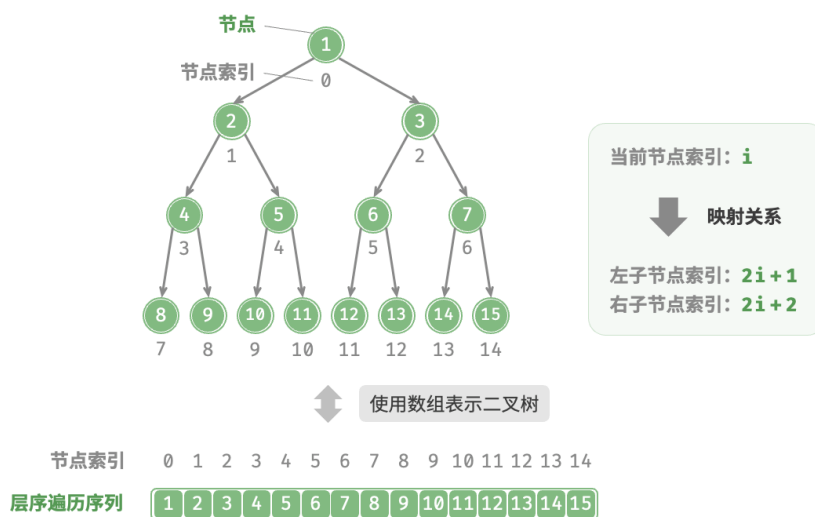 节点
1
节点索引
0
2 3
1 2
当前节点索引：i
4 5 6 7
映射关系
3 4 5 6
左子节点索引：2i+1
右子节点索引：2i+2
8 9 10 11 12 13 14 15
7 8 9 10 11 12 13 14
使用数组表示二叉树
节点索引 0 1 2 3 4 5 6 7 8 9 10 11 12 13 14
层序遍历序列 1 2 3 4 5 6 7 8 9 10 11 12 13 14 15